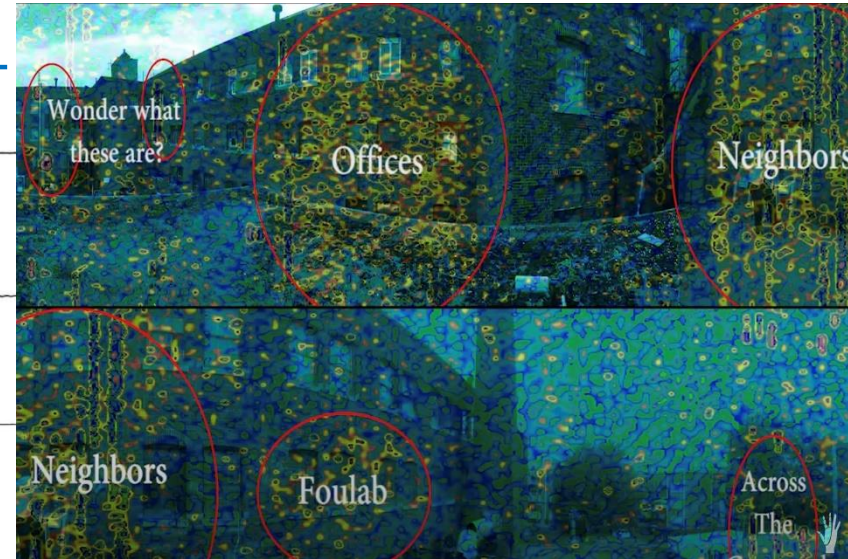 Wonder what
these are?
Offices
Neighbors
Neighbors
Foulab
Across
The